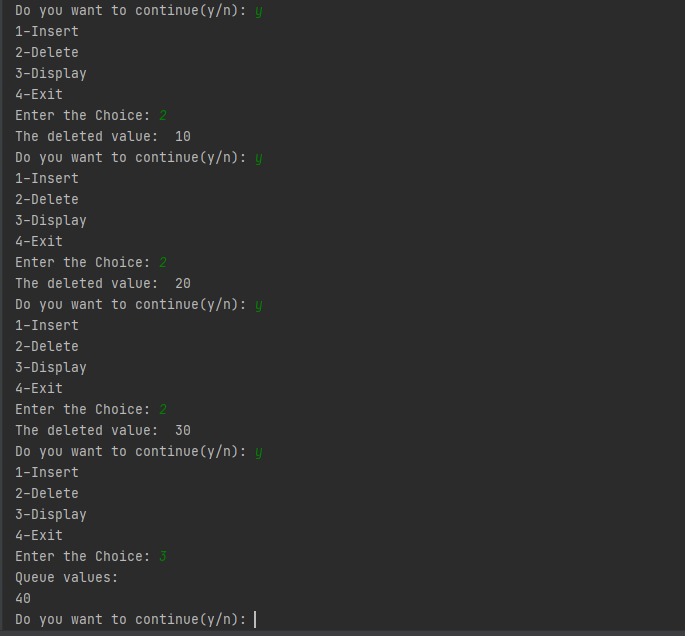 Do you want to continue(y/n): y
1-Insert
2-Delete
3-Display
4-Exit
Enter the Choice: 2
The deleted value:  10
Do you want to continue(y/n): y
1-Insert
2-Delete
3-Display
4-Exit
Enter the Choice: 2
The deleted value:  20
Do you want to continue(y/n): y
1-Insert
2-Delete
3-Display
4-Exit
Enter the Choice: 2
The deleted value:  30
Do you want to continue(y/n): y
1-Insert
2-Delete
3-Display
4-Exit
Enter the Choice: 3
Queue values:
40
Do you want to continue(y/n):